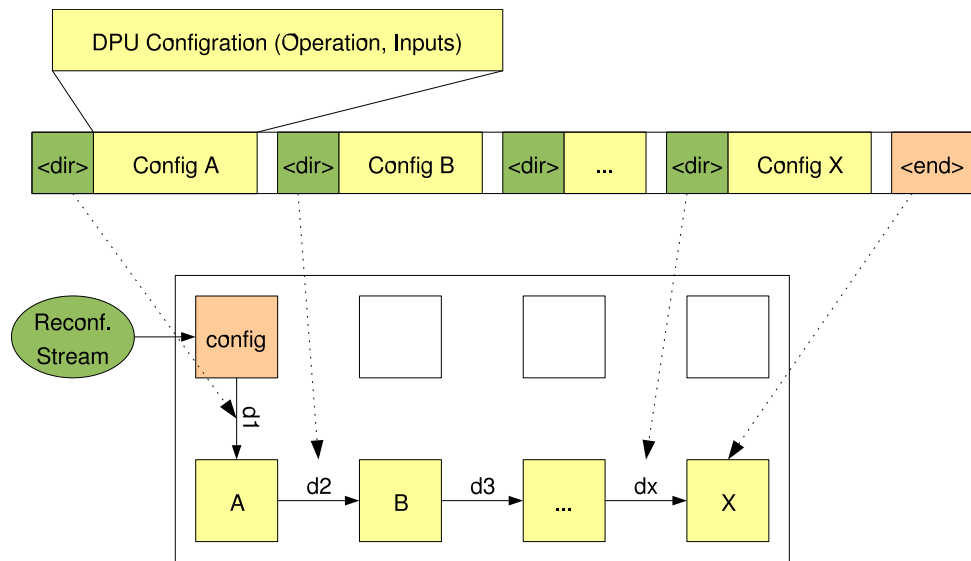 DPU Configration (Operation, Inputs)
<dir> Config A <dir> Config B <dir> ... <dir> Config X <end>
Reconf.
Stream
config
d1
A d2 B d3 ... dx X